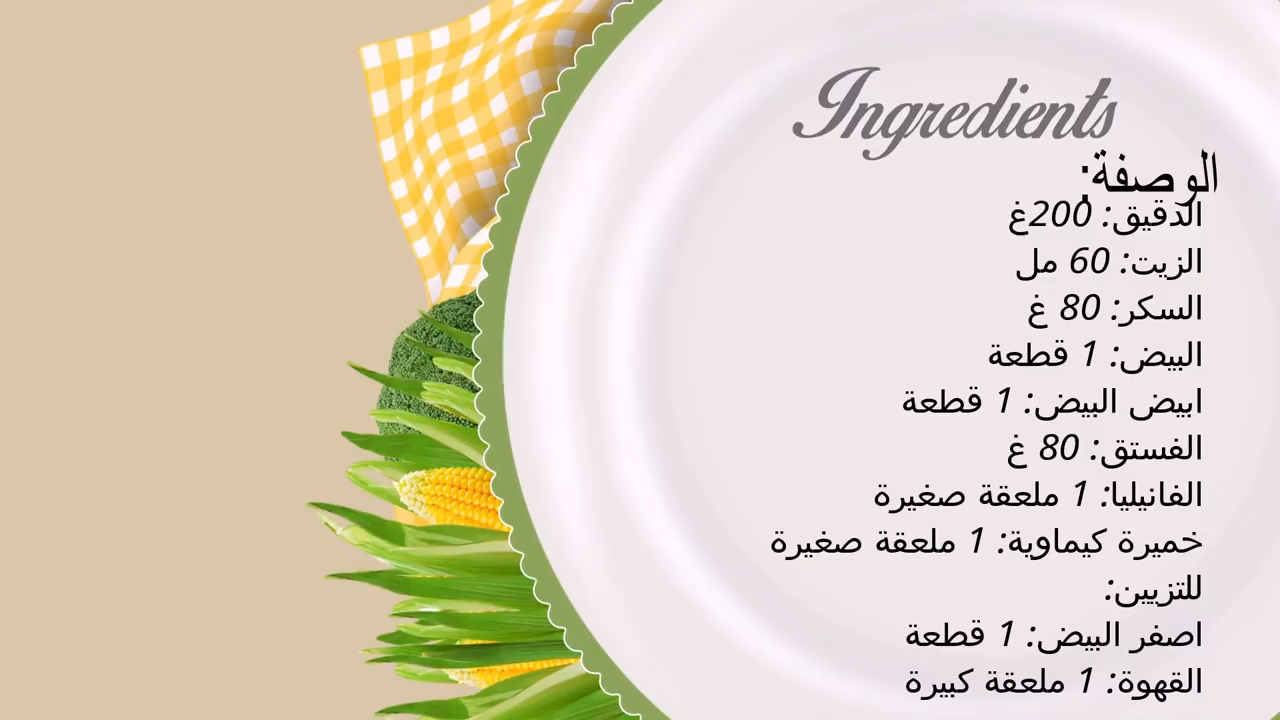 Ingredients
الوصفة:
الدقيق: 200غ
الزيت: 60 مل
السكر: 80 غ
البيض: 1 قطعة
ابيض البيض: 1 قطعة
الفستق: 80 غ
الفانيليا: 1 ملعقة صغيرة
خميرة كيماوية: 1 ملعقة صغيرة
للتزيين:
اصفر البيض: 1 قطعة
القهوة: 1 ملعقة كبيرة